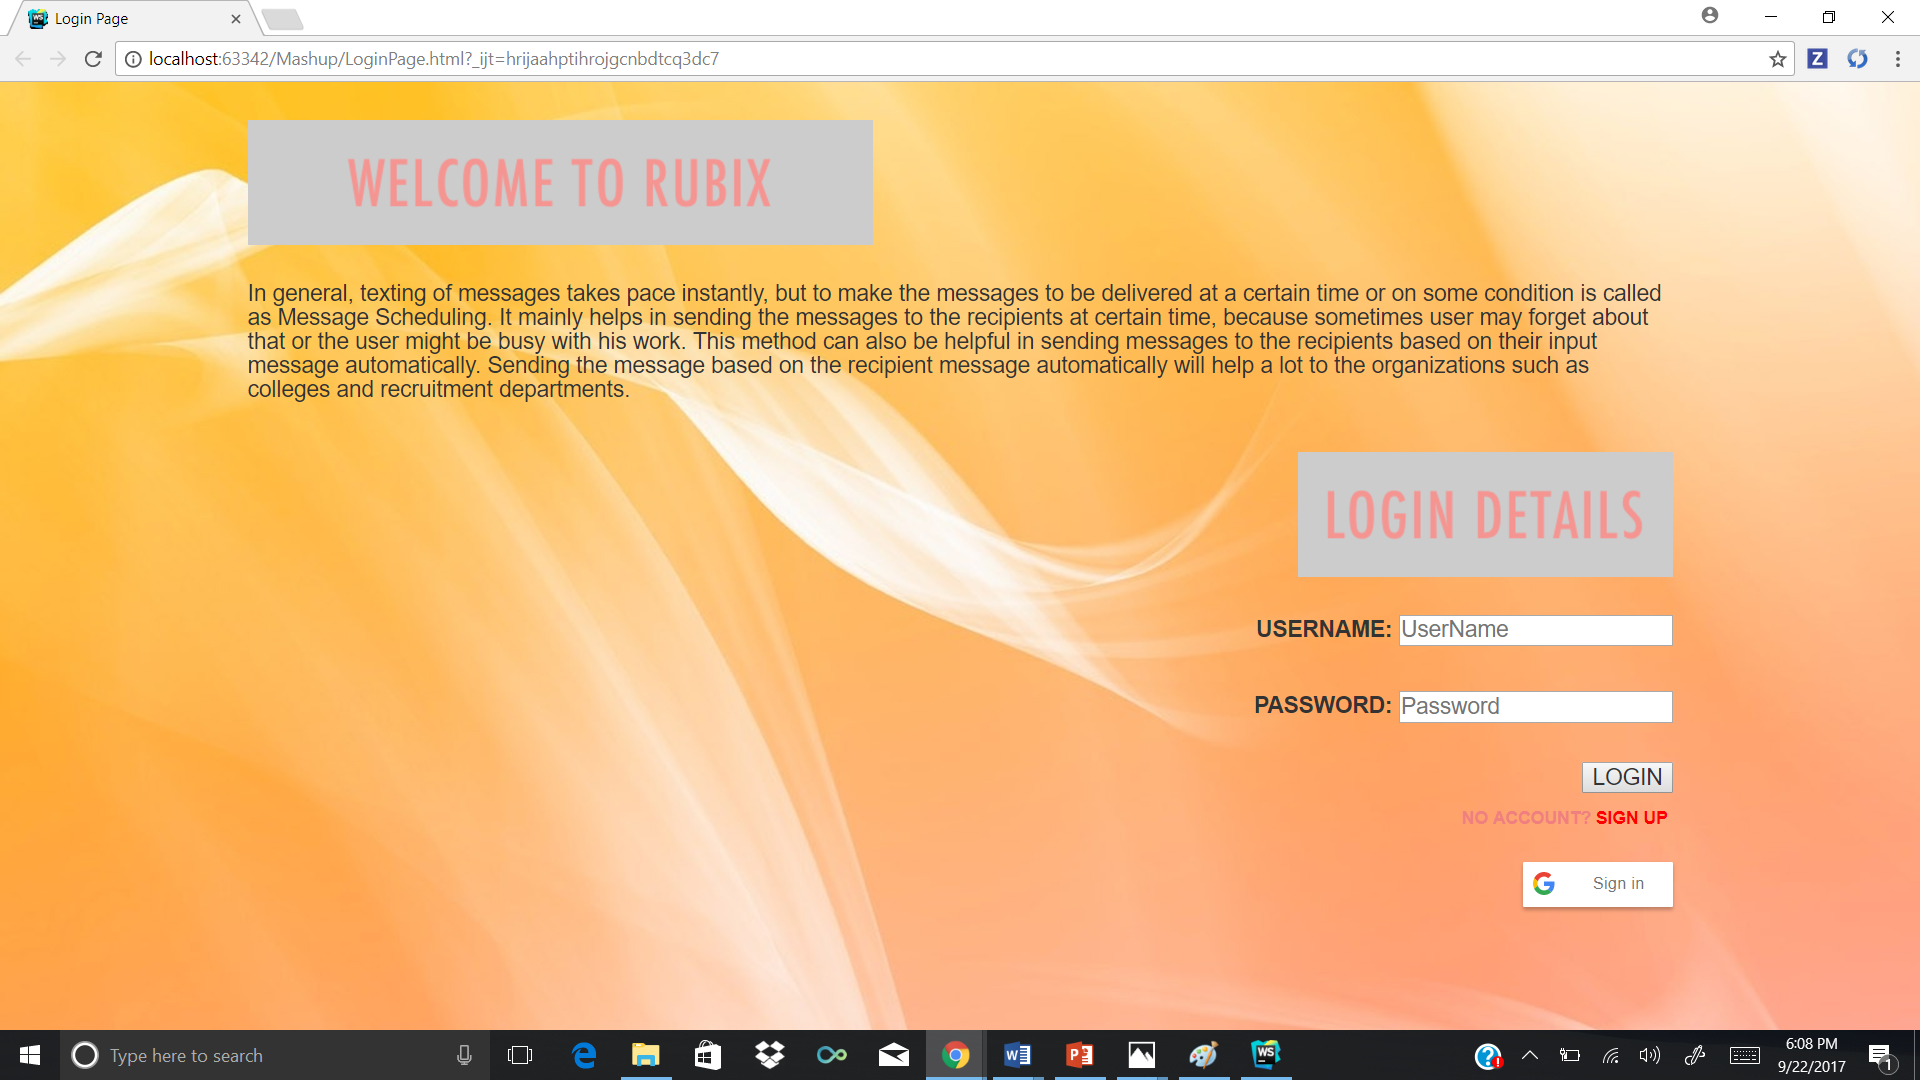 Login Page
localhost:63342/Mashup/LoginPage.html?_ijt=hrijaahptihrojgcnbdtcq3dc7
Z
WELCOME TO RUBIX
In general, texting of messages takes pace instantly, but to make the messages to be delivered at a certain time or on some condition is called
as Message Scheduling. It mainly helps in sending the messages to the recipients at certain time, because sometimes user may forget about
that or the user might be busy with his work. This method can also be helpful in sending messages to the recipients based on their input
message automatically. Sending the message based on the recipient message automatically will help a lot to the organizations such as
colleges and recruitment departments.
LOGIN DETAILS
USERNAME: UserName
PASSWORD: Password
LOGIN
NO ACCOUNT? SIGN UP
Sign in
Type here to search
6:08 PM
9/22/2017
1